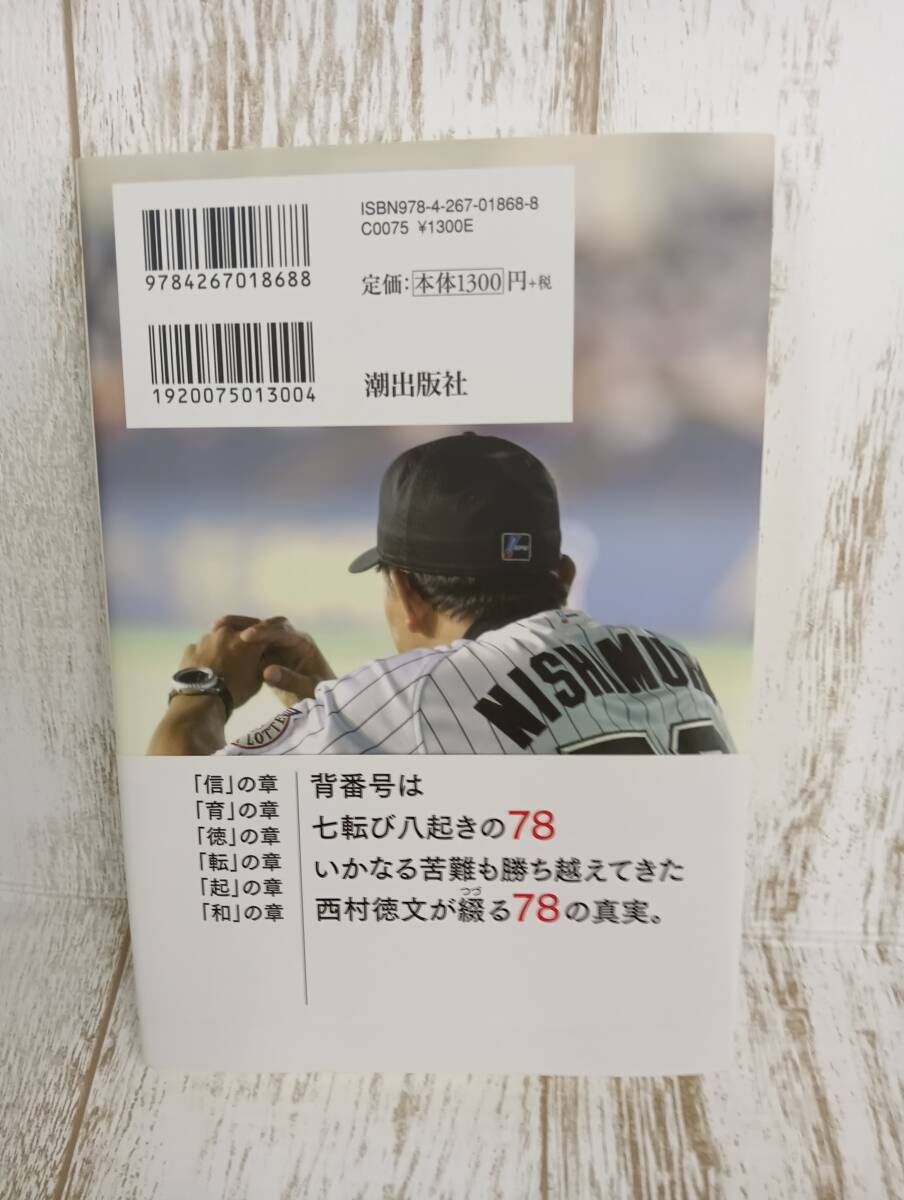 ISBN978-4-267-01868-8
C0075 ¥1300E
9784267018688
定価：本体1300円+税
1920075013004
潮出版社
NISHIMUR
LOTTE
「信」の章
「育」の章
「徳」の章
「転」の章
「起」の章
「和」の章
背番号は
七転び八起きの78
いかなる苦難も勝ち越えてきた
西村徳文が綴る78の真実。
つづ